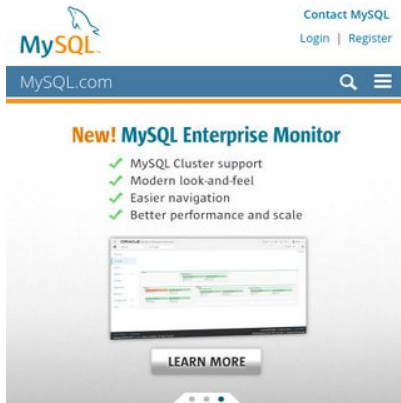 Contact MySQL
MySQL
Login | Register
MySQL.com
New! MySQL Enterprise Monitor
MySQL Cluster support
Modern look-and-feel
Easier navigation
Better performance and scale
ORACLE
LEARN MORE